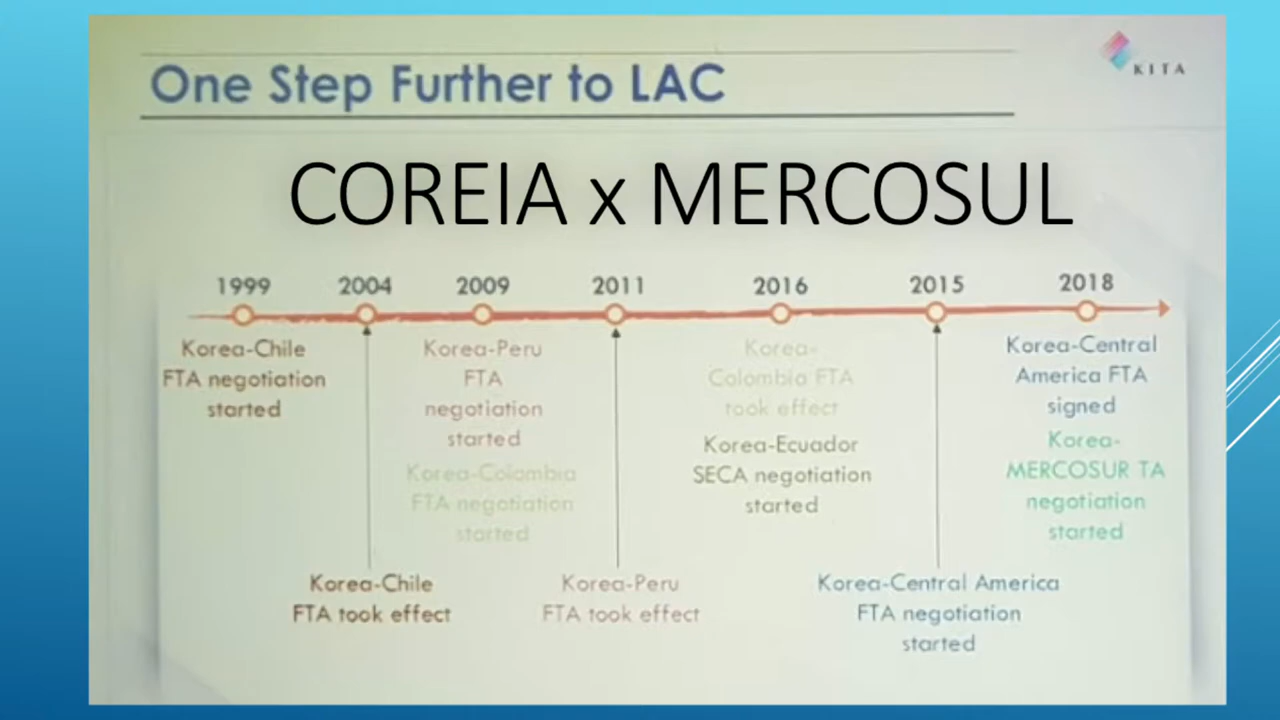 One Step Further to LAC
KITA
COREIA x MERCOSUL
1999 2004 2009 2011 2016 2015 2018
Korea-Chile
FTA negotiation
started
Korea-Peru
FTA
negotiation
started
Korea-Colombia
FTA negotiation
started
Korea-
Colombia FTA
took effect
Korea-Ecuador
SECA negotiation
started
Korea-Central
America FTA
signed
Korea-
MERCOSUR TA
negotiation
started
Korea-Chile
FTA took effect
Korea-Peru
FTA took effect
Korea-Central America
FTA negotiation
started